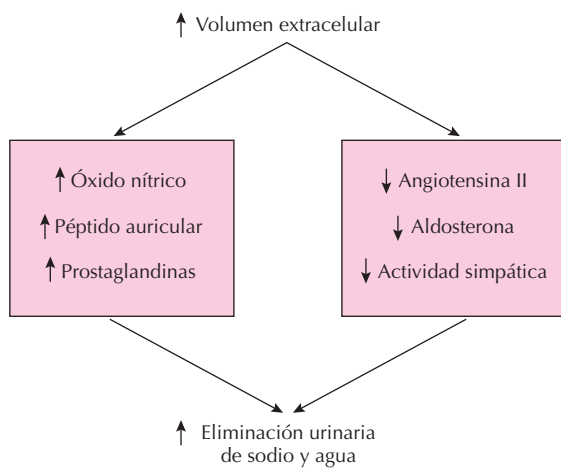 ↑ Volumen extracelular
↑ Óxido nítrico
↑ Péptido auricular
↑ Prostaglandinas
↓ Angiotensina II
↓ Aldosterona
↓ Actividad simpática
↑ Eliminación urinaria
de sodio y agua